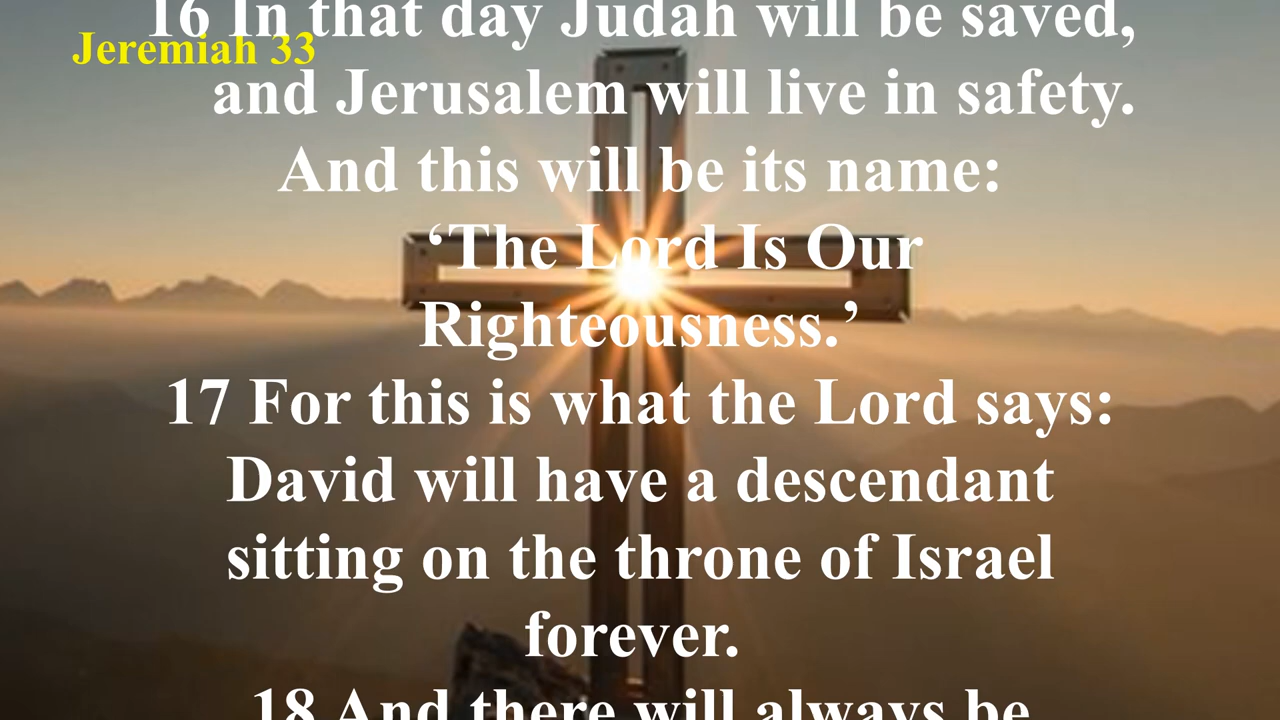 16 In that day Judah will be saved,
Jeremiah 33
and Jerusalem will live in safety.
And this will be its name:
‘The Lord Is Our
Righteousness.’
17 For this is what the Lord says:
David will have a descendant
sitting on the throne of Israel
forever.
18 And there will always be